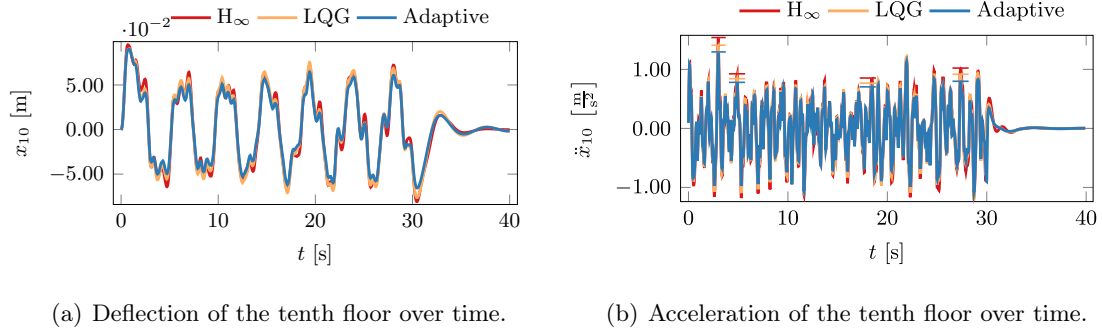 H∞ LQG Adaptive
·10−2
5.00
0.00
−5.00
x10 [m]
0 10 20 30 40
t [s]
(a) Deflection of the tenth floor over time.
H∞ LQG Adaptive
1.00
0.00
−1.00
ẍ10 [m/s2]
0 10 20 30 40
t [s]
(b) Acceleration of the tenth floor over time.